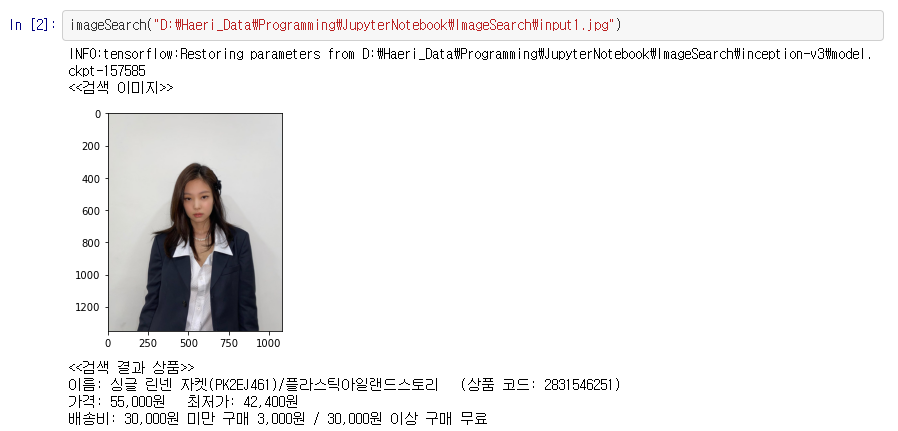 In [2]: imageSearch("D:₩Haeri_Data₩Programming₩JupyterNotebook₩ImageSearch₩input1.jpg")
INFO:tensorflow:Restoring parameters from D:₩Haeri_Data₩Programming₩JupyterNotebook₩ImageSearch₩inception-v3₩model.
ckpt-157585
<<검색 이미지>>
0
200
400
600
800
1000
1200
0 250 500 750 1000
<<검색 결과 상품>>
이름: 싱글 린넨 자켓(PK2EJ461)/플라스틱아일랜드스토리 (상품 코드: 2831546251)
가격: 55,000원 최저가: 42,400원
배송비: 30,000원 미만 구매 3,000원 / 30,000원 이상 구매 무료